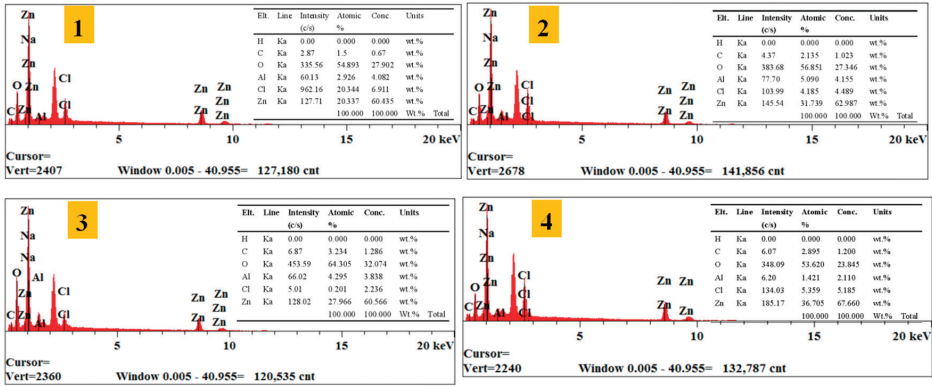 1
Zn
Na
Zn
O
Zn
C
Zn
Al
Cl
Cl
Zn
Zn
Zn
Zn
Elt. Line Intensity (c/s) Atomic % Conc. Units
H Ka 0.00 0.000 0.000 wt.%
C Ka 2.87 1.5 0.67 wt.%
O Ka 335.56 54.893 27.902 wt.%
Al Ka 60.13 2.926 4.082 wt.%
Cl Ka 962.16 20.344 6.911 wt.%
Zn Ka 127.71 20.337 60.435 wt.%
100.000 100.000 Wt.% Total
5 10 15 20 keV
Cursor=
Vert=2407 Window 0.005 - 40.955= 127,180 cnt
2
Zn
Na
Zn
O
Zn
C
Zn
Cl
Cl
Zn
Zn
Zn
Zn
Elt. Line Intensity (c/s) Atomic % Conc. Units
H Ka 0.00 0.000 0.000 wt.%
C Ka 4.37 2.135 1.023 wt.%
O Ka 383.68 56.851 27.346 wt.%
Al Ka 77.70 5.090 4.155 wt.%
Cl Ka 103.99 4.185 4.489 wt.%
Zn Ka 145.54 31.739 62.987 wt.%
100.000 100.000 Wt.% Total
5 10 15 20 keV
Cursor=
Vert=2678 Window 0.005 - 40.955= 141,856 cnt
3
Zn
Na
Zn
O
Al
Zn
C
Al
Cl
Cl
Zn
Zn
Zn
Zn
Elt. Line Intensity (c/s) Atomic % Conc. Units
H Ka 0.00 0.000 0.000 wt.%
C Ka 6.87 3.234 1.286 wt.%
O Ka 453.59 64.305 32.074 wt.%
Al Ka 66.02 4.295 3.838 wt.%
Cl Ka 5.01 0.201 2.236 wt.%
Zn Ka 128.02 27.966 60.566 wt.%
100.000 100.000 Wt.% Total
5 10 15 20 keV
Cursor=
Vert=2360 Window 0.005 - 40.955= 120,535 cnt
4
Zn
Na
Zn
O
Zn
C
Zn
Cl
Cl
Zn
Zn
Zn
Zn
Elt. Line Intensity (c/s) Atomic % Conc. Units
H Ka 0.00 0.000 0.000 wt.%
C Ka 6.07 2.895 1.200 wt.%
O Ka 348.09 53.620 23.845 wt.%
Al Ka 6.20 1.421 2.110 wt.%
Cl Ka 134.03 5.359 5.185 wt.%
Zn Ka 185.17 36.705 67.660 wt.%
100.000 100.000 Wt.% Total
5 10 15 20 keV
Cursor=
Vert=2240 Window 0.005 - 40.955= 132,787 cnt